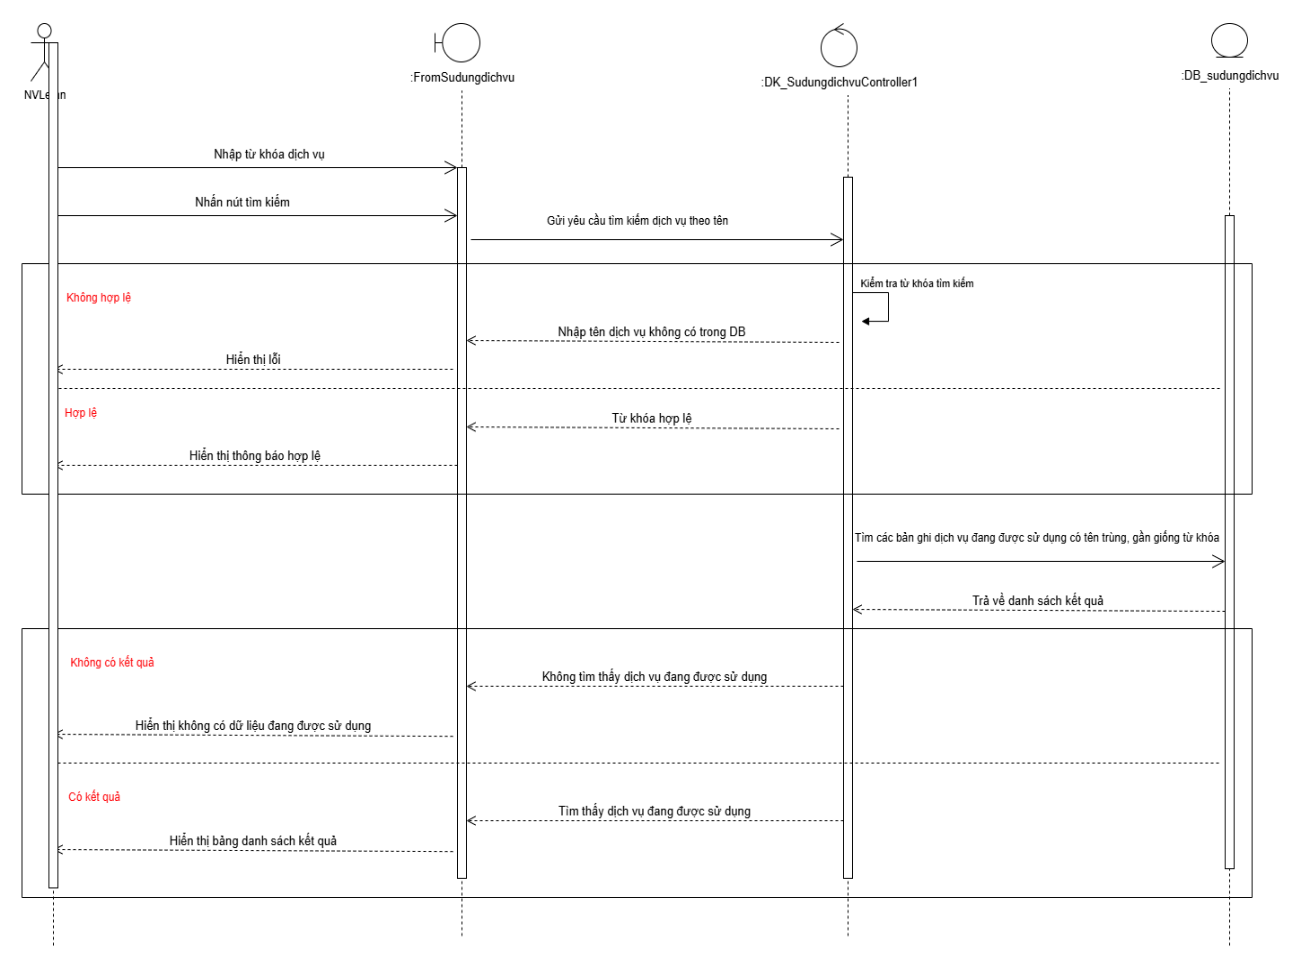 :FromSudungdichvu
:DK_SudungdichvuController1
:DB_sudungdichvu
Nhập từ khóa dịch vụ
Nhấn nút tìm kiếm
Gửi yêu cầu tìm kiếm dịch vụ theo tên
Kiểm tra từ khóa tìm kiếm
Không hợp lệ
Nhập tên dịch vụ không có trong DB
Hiển thị lỗi
Hợp lệ
Từ khóa hợp lệ
Hiển thị thông báo hợp lệ
Tìm các bản ghi dịch vụ đang được sử dụng có tên trùng, gần giống từ khóa
Trả về danh sách kết quả
Không có kết quả
Không tìm thấy dịch vụ đang được sử dụng
Hiển thị không có dữ liệu đang được sử dụng
Có kết quả
Tìm thấy dịch vụ đang được sử dụng
Hiển thị bảng danh sách kết quả